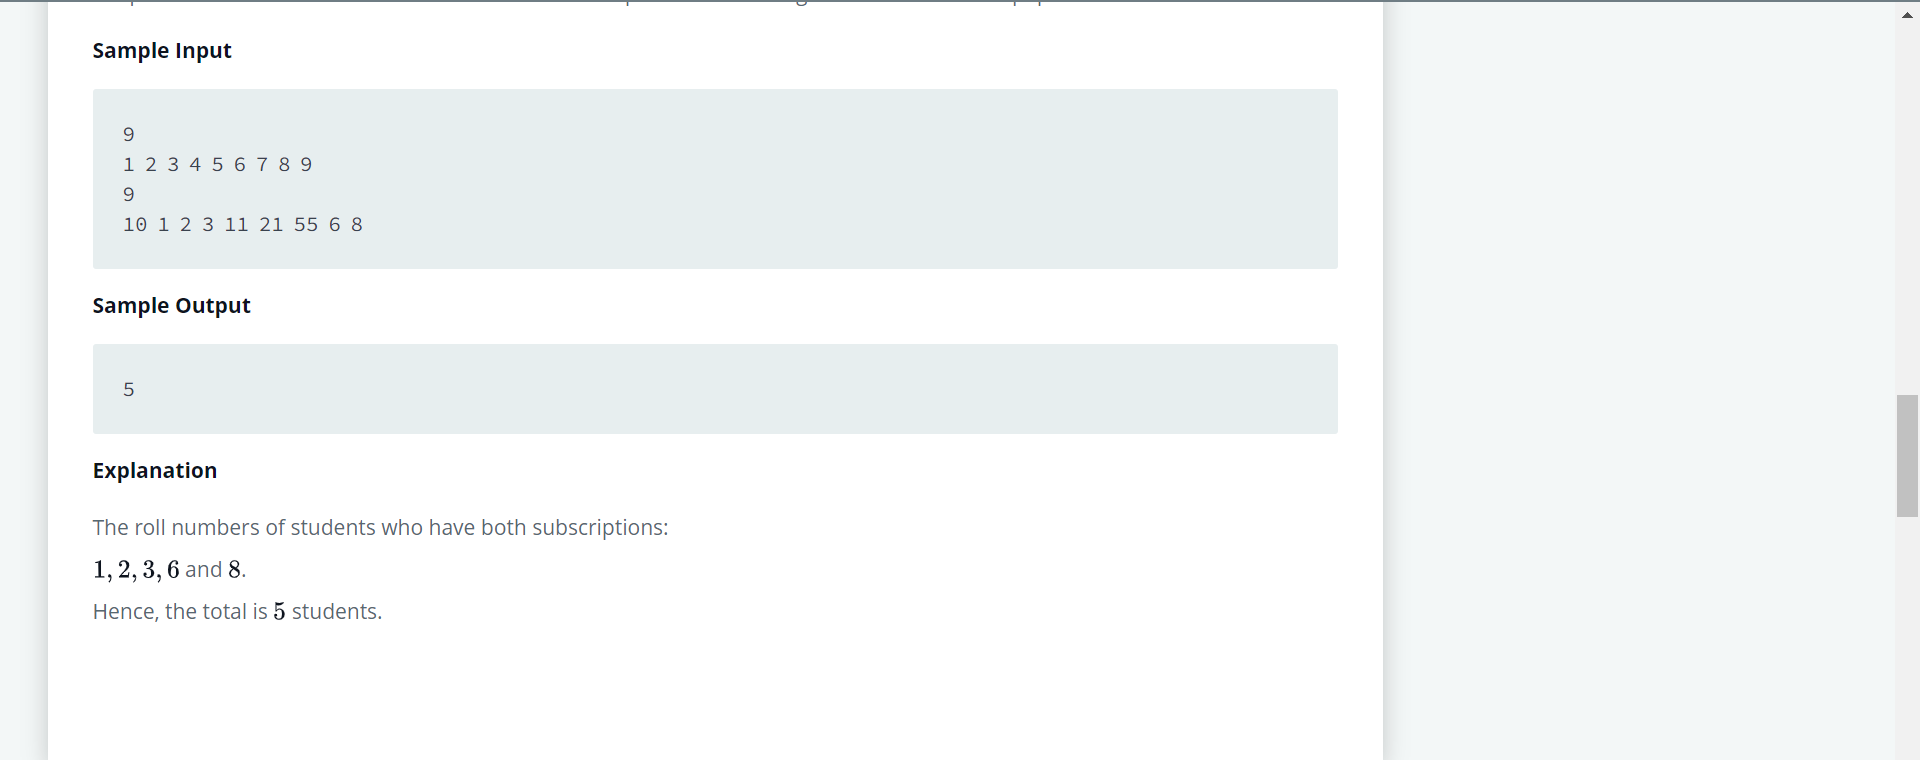 Sample Input
9
1 2 3 4 5 6 7 8 9
9
10 1 2 3 11 21 55 6 8
Sample Output
5
Explanation
The roll numbers of students who have both subscriptions:
1, 2, 3, 6 and 8.
Hence, the total is 5 students.